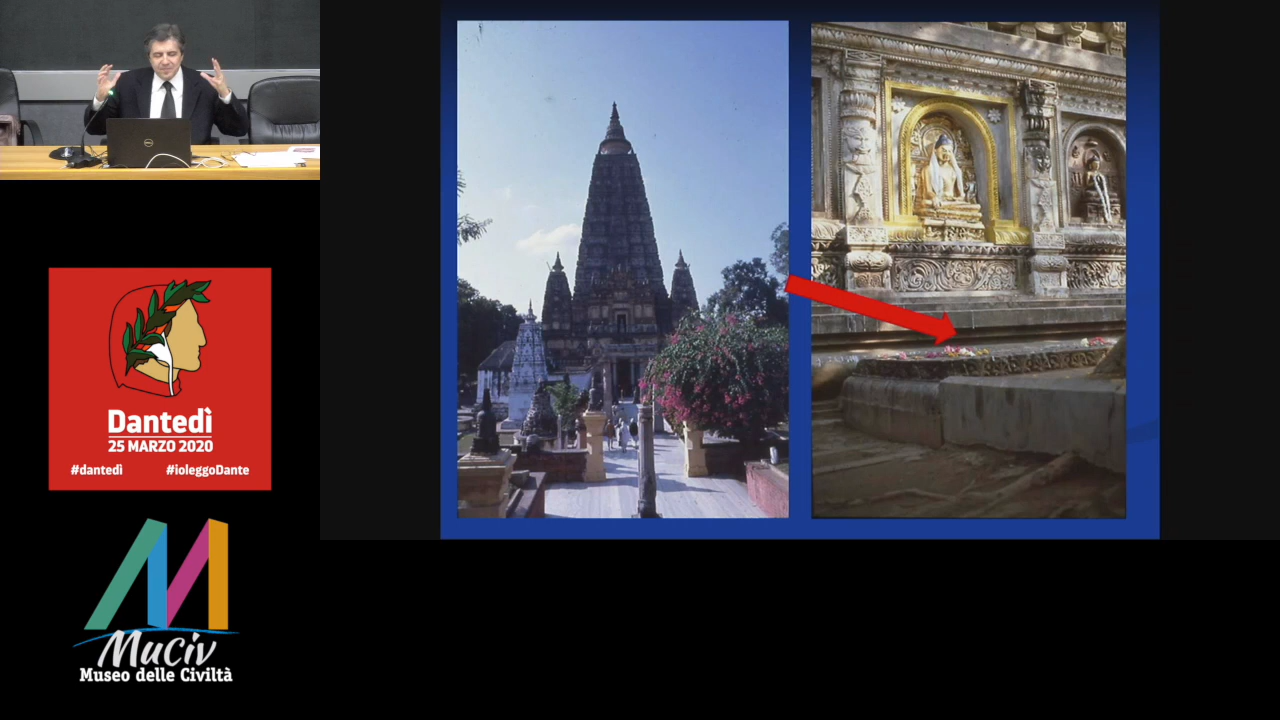 Dantedì
25 MARZO 2020
#dantedì #ioleggoDante
MuCiv
Museo delle Civiltà